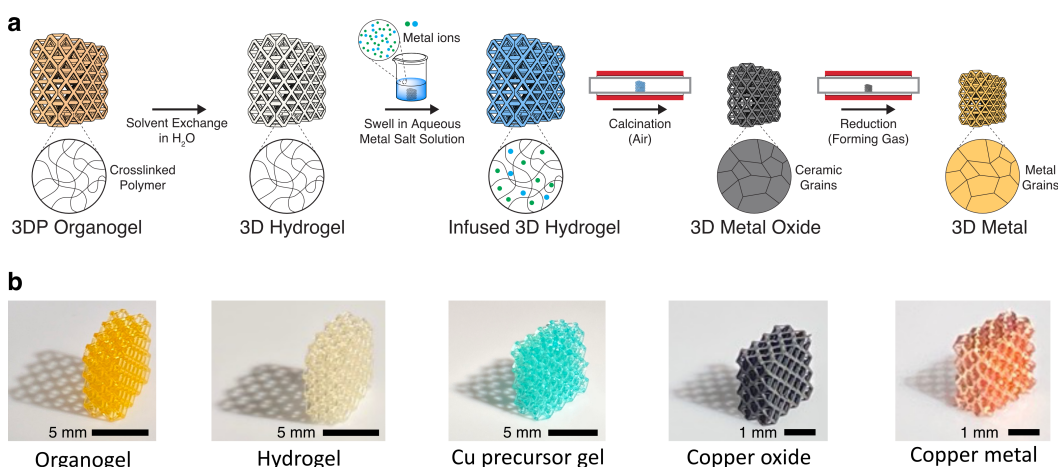 a
Metal ions
Solvent Exchange
in H₂O
Swell in Aqueous
Metal Salt Solution
Calcination
(Air)
Reduction
(Forming Gas)
Crosslinked
Polymer
Ceramic
Grains
Metal
Grains
3DP Organogel
3D Hydrogel
Infused 3D Hydrogel
3D Metal Oxide
3D Metal
b
5 mm
5 mm
5 mm
1 mm
1 mm
Organogel
Hydrogel
Cu precursor gel
Copper oxide
Copper metal